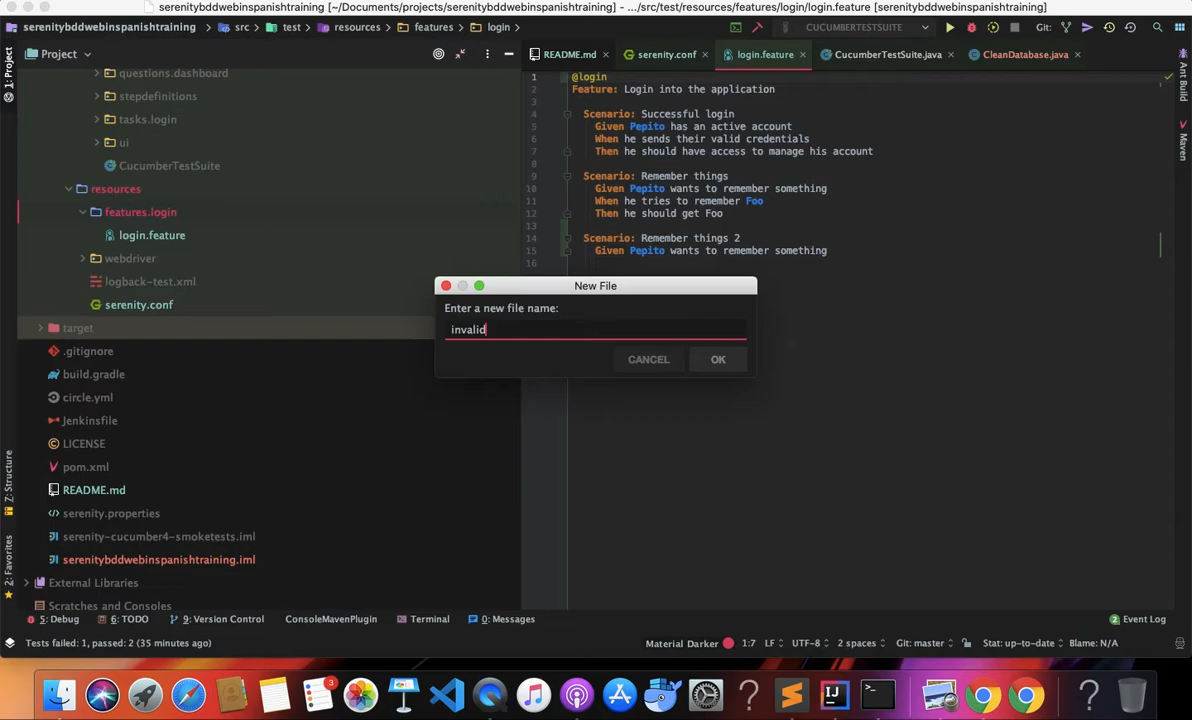 serenitybddwebinspanishtraining [~/Documents/projects/serenitybddwebinspanishtraining] - .../src/test/resources/features/login/login.feature [serenitybddwebinspanishtraining]
serenitybddwebinspanishtraining src test resources features login CUCUMBERTESTSUITE Git:
1: Project
Project
README.md serenity.conf login.feature CucumberTestSuite.java CleanDatabase.java
Ant Build
Maven
questions.dashboard
stepdefinitions
tasks.login
ui
CucumberTestSuite
resources
features.login
login.feature
webdriver
logback-test.xml
serenity.conf
target
.gitignore
build.gradle
circle.yml
Jenkinsfile
LICENSE
pom.xml
README.md
serenity.properties
serenity-cucumber4-smoketests.iml
serenitybddwebinspanishtraining.iml
External Libraries
Scratches and Consoles
Z: Structure
2: Favorites
1 @login
2 Feature: Login into the application
3
4 Scenario: Successful login
5 Given Pepito has an active account
6 When he sends their valid credentials
7 Then he should have access to manage his account
8
9 Scenario: Remember things
10 Given Pepito wants to remember something
11 When he tries to remember Foo
12 Then he should get Foo
13
14 Scenario: Remember things 2
15 Given Pepito wants to remember something
16
New File
Enter a new file name:
invalid
CANCEL OK
5: Debug 6: TODO 9: Version Control ConsoleMavenPlugin Terminal 0: Messages 2 Event Log
Tests failed: 1, passed: 2 (35 minutes ago) Material Darker 1:7 LF UTF-8 2 spaces Git: master Stat: up-to-date Blame: N/A
3